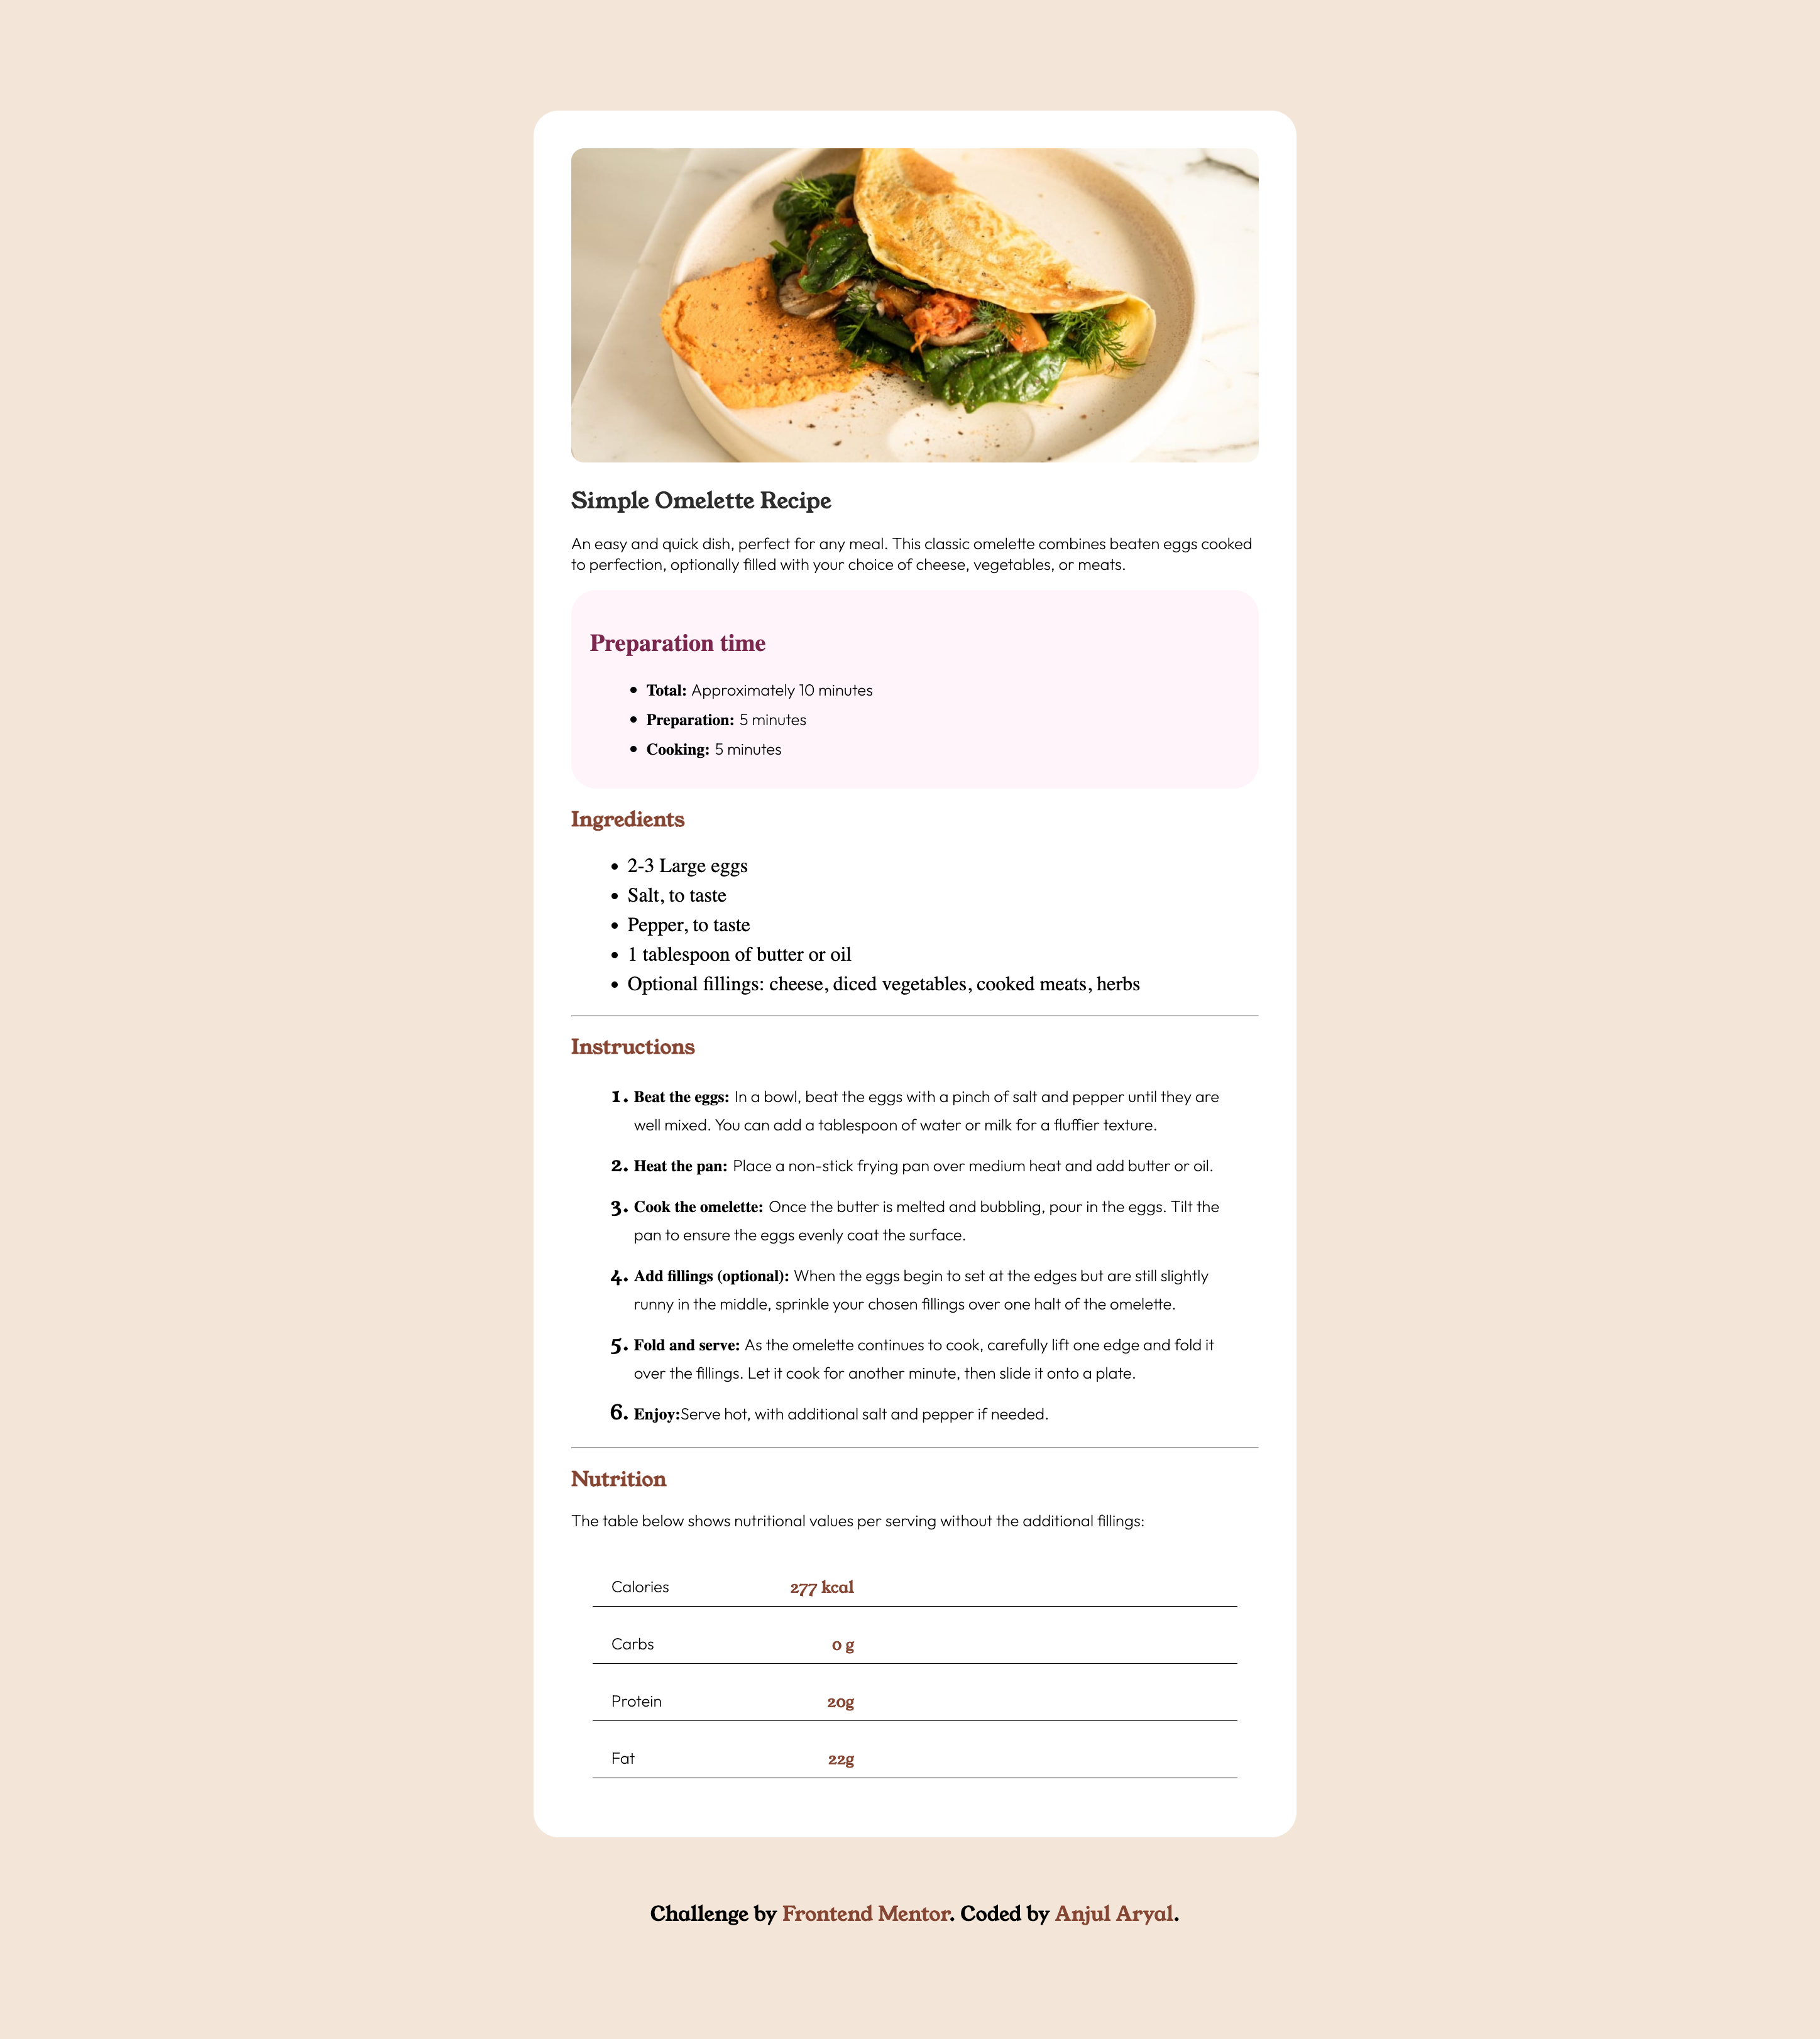 Simple Omelette Recipe
An easy and quick dish, perfect for any meal. This classic omelette combines beaten eggs cooked
to perfection, optionally filled with your choice of cheese, vegetables, or meats.
Preparation time
• Total: Approximately 10 minutes
• Preparation: 5 minutes
• Cooking: 5 minutes
Ingredients
• 2-3 Large eggs
• Salt, to taste
• Pepper, to taste
• 1 tablespoon of butter or oil
• Optional fillings: cheese, diced vegetables, cooked meats, herbs
Instructions
1. Beat the eggs: In a bowl, beat the eggs with a pinch of salt and pepper until they are
well mixed. You can add a tablespoon of water or milk for a fluffier texture.
2. Heat the pan: Place a non-stick frying pan over medium heat and add butter or oil.
3. Cook the omelette: Once the butter is melted and bubbling, pour in the eggs. Tilt the
pan to ensure the eggs evenly coat the surface.
4. Add fillings (optional): When the eggs begin to set at the edges but are still slightly
runny in the middle, sprinkle your chosen fillings over one halt of the omelette.
5. Fold and serve: As the omelette continues to cook, carefully lift one edge and fold it
over the fillings. Let it cook for another minute, then slide it onto a plate.
6. Enjoy:Serve hot, with additional salt and pepper if needed.
Nutrition
The table below shows nutritional values per serving without the additional fillings:
Calories 277 kcal
Carbs 0 g
Protein 20g
Fat 22g
Challenge by Frontend Mentor. Coded by Anjul Aryal.